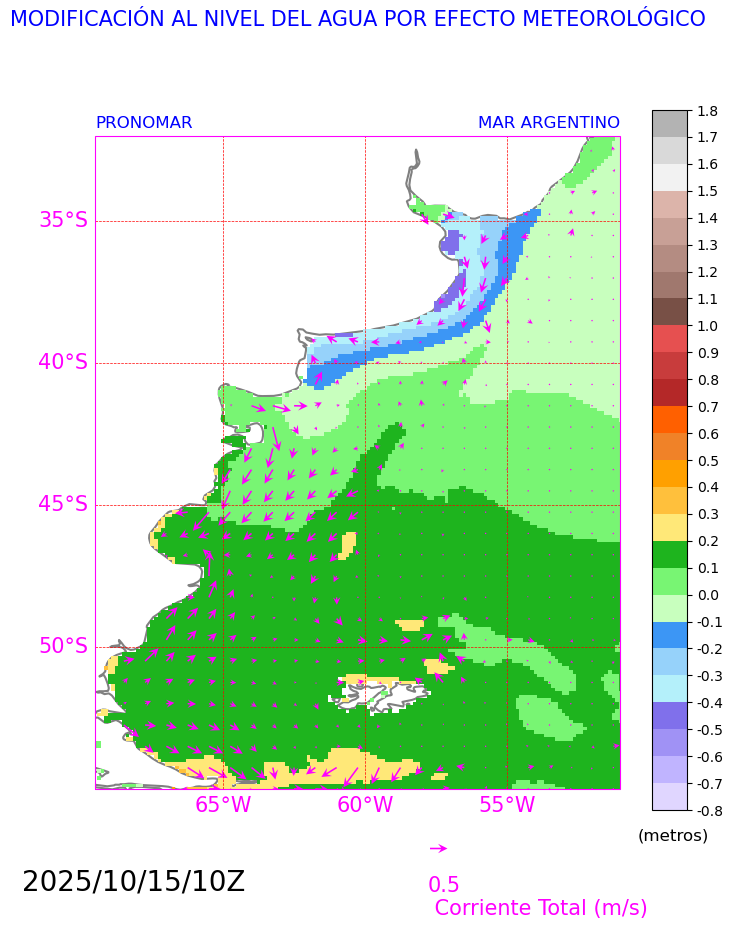 MODIFICACIÓN AL NIVEL DEL AGUA POR EFECTO METEOROLÓGICO
PRONOMAR
MAR ARGENTINO
35°S
40°S
45°S
50°S
65°W
60°W
55°W
1.8
1.7
1.6
1.5
1.4
1.3
1.2
1.1
1.0
0.9
0.8
0.7
0.6
0.5
0.4
0.3
0.2
0.1
0.0
-0.1
-0.2
-0.3
-0.4
-0.5
-0.6
-0.7
-0.8
(metros)
2025/10/15/10Z
0.5
Corriente Total (m/s)